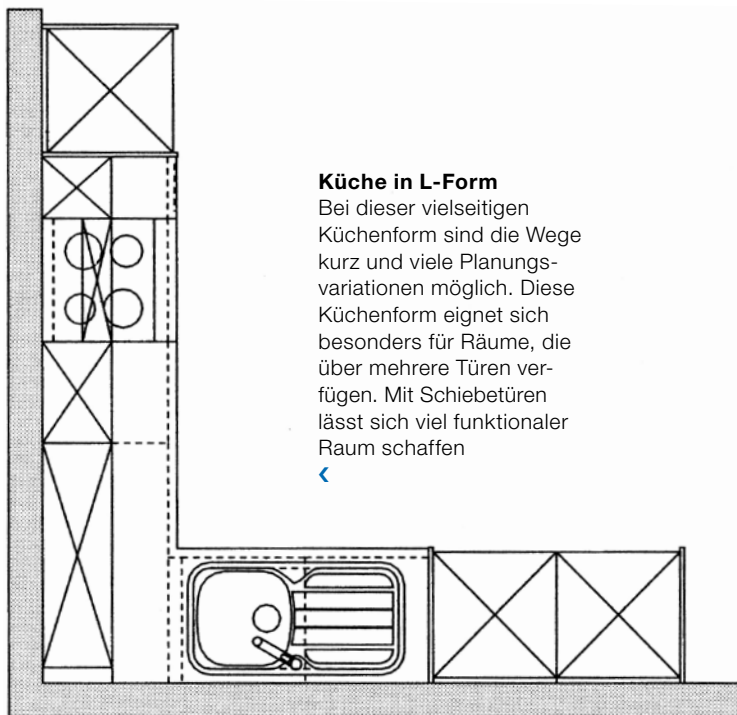 Küche in L-Form
Bei dieser vielseitigen
Küchenform sind die Wege
kurz und viele Planungs-
variationen möglich. Diese
Küchenform eignet sich
besonders für Räume, die
über mehrere Türen ver-
fügen. Mit Schiebetüren
lässt sich viel funktionaler
Raum schaffen
‹